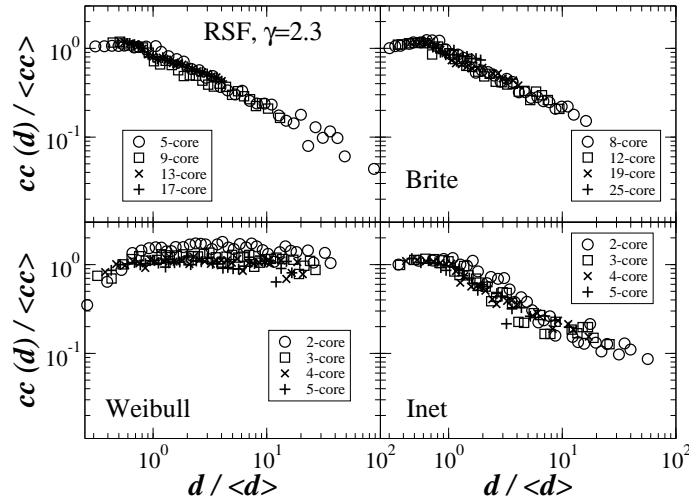 RSF, γ=2.3
cc (d) / <cc>
10^0
10^-1
5-core
9-core
13-core
17-core
Brite
8-core
12-core
19-core
25-core
cc (d) / <cc>
10^0
10^-1
Weibull
2-core
3-core
4-core
5-core
Inet
2-core
3-core
4-core
5-core
10^0 10^1 10^2 10^0 10^1 10^2
d / <d> d / <d>